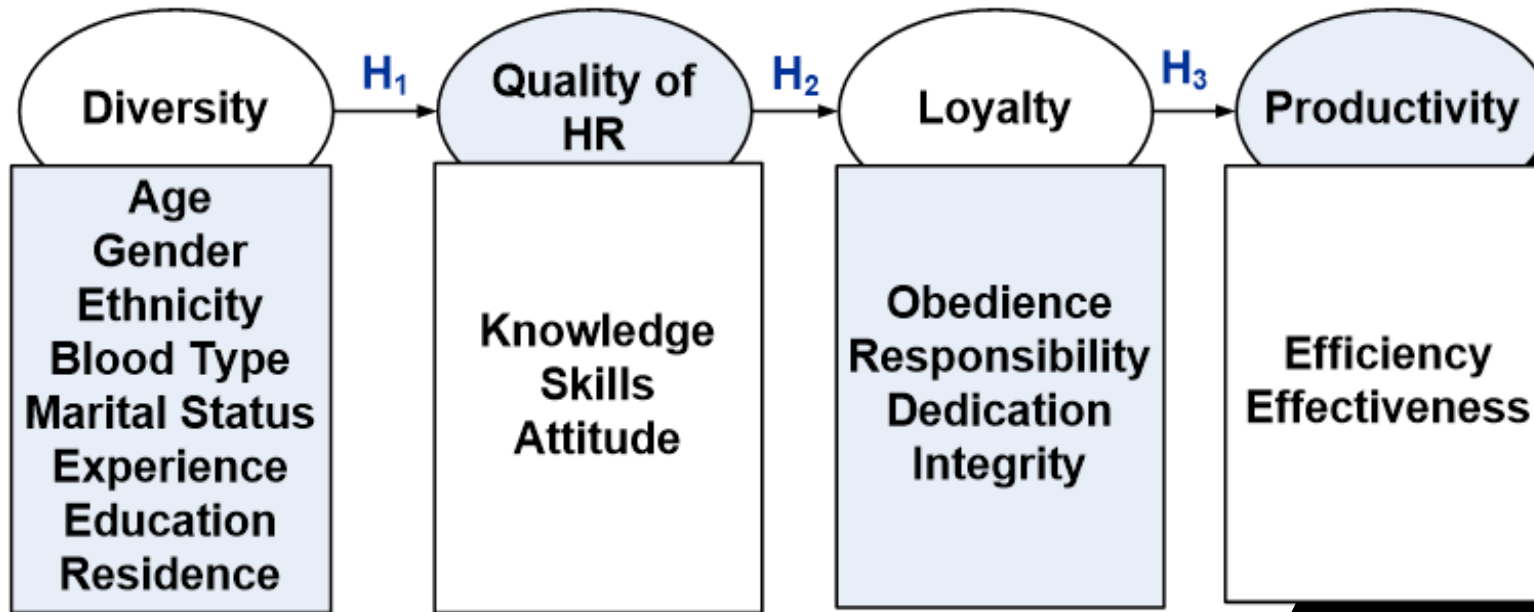 Diversity
H₁
Quality of
HR
H₂
Loyalty
H₃
Productivity
Age
Gender
Ethnicity
Blood Type
Marital Status
Experience
Education
Residence
Knowledge
Skills
Attitude
Obedience
Responsibility
Dedication
Integrity
Efficiency
Effectiveness